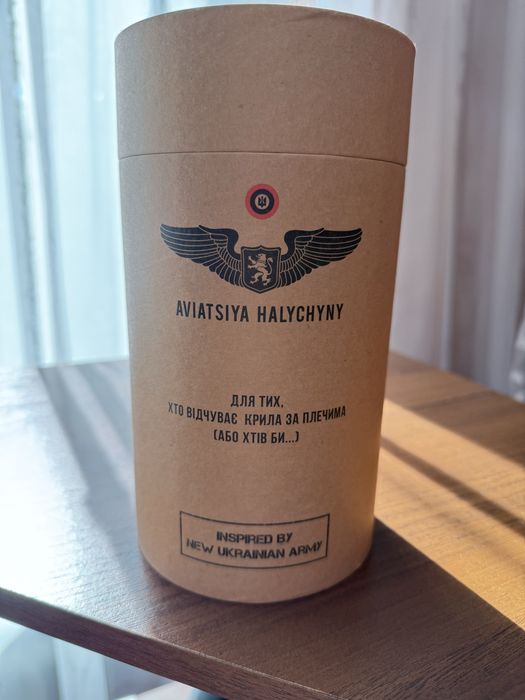 AVIATSIYA HALYCHYNY
ДЛЯ ТИХ,
ХТО ВІДЧУВАЄ КРИЛА ЗА ПЛЕЧИМА
(АБО ХТІВ БИ...)
INSPIRED BY
NEW UKRAINIAN ARMY